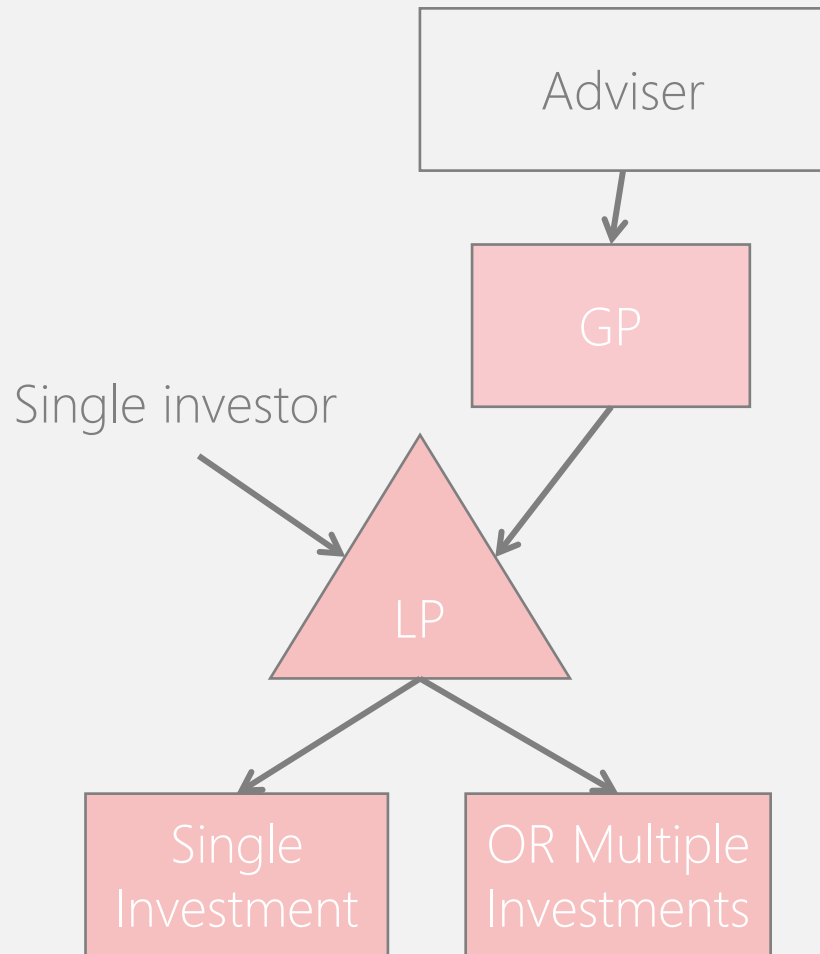 Adviser
GP
Single investor
LP
Single
Investment
OR Multiple
Investments